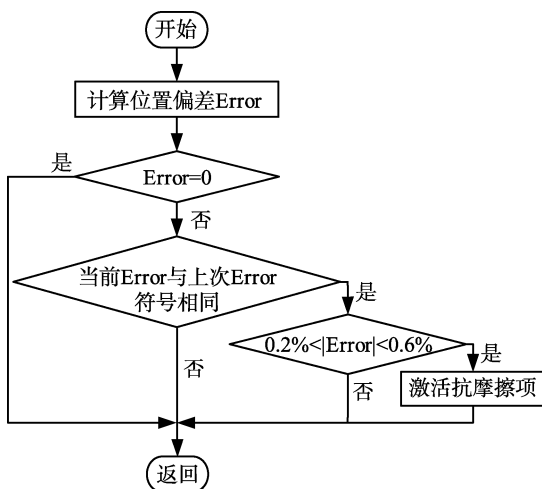 开始
计算位置偏差Error
是
Error=0
否
当前Error与上次Error
符号相同
是
0.2%<|Error|<0.6%
是
否
否
激活抗摩擦项
返回